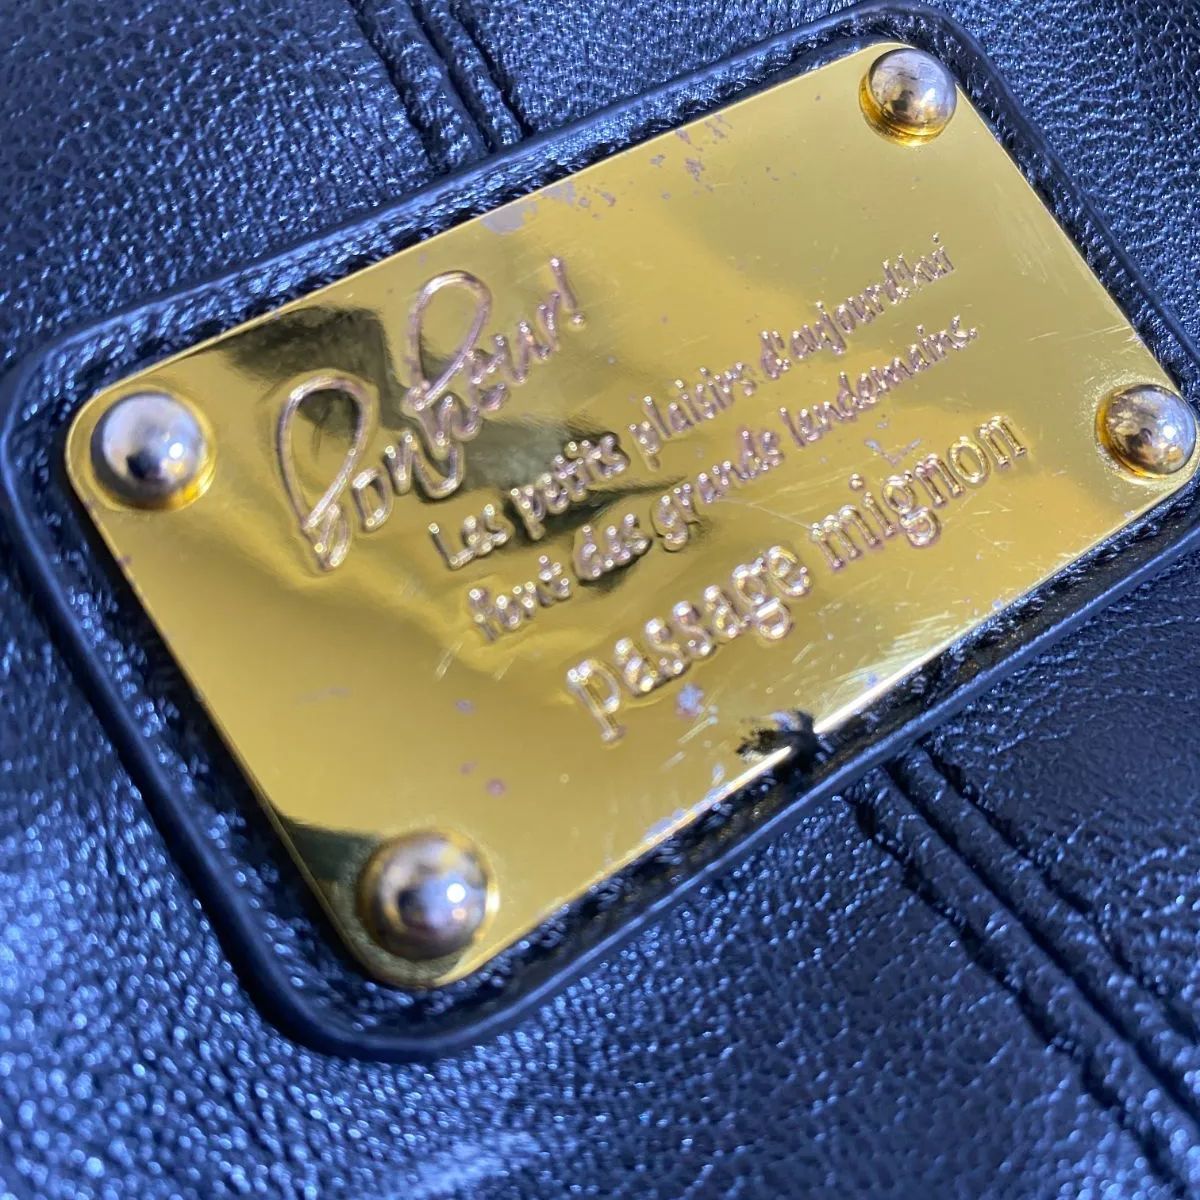 Bonheur!
Les petits plaisirs d'aujourd'hui
font des grands lendemains.
passage mignon